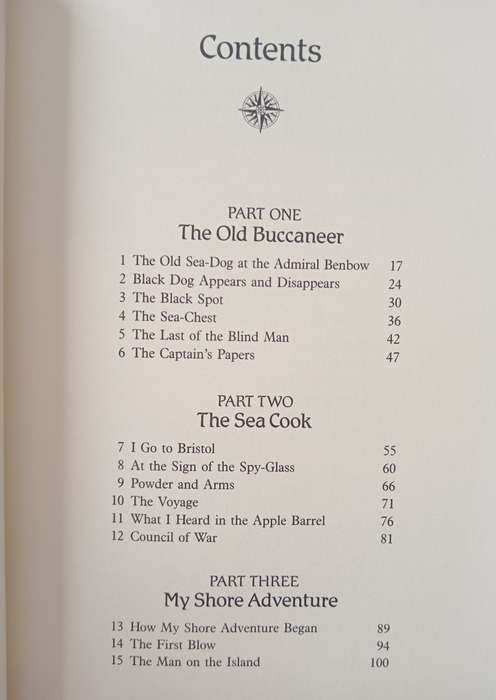 Contents
PART ONE
The Old Buccaneer
1 The Old Sea-Dog at the Admiral Benbow 17
2 Black Dog Appears and Disappears 24
3 The Black Spot 30
4 The Sea-Chest 36
5 The Last of the Blind Man 42
6 The Captain's Papers 47
PART TWO
The Sea Cook
7 I Go to Bristol 55
8 At the Sign of the Spy-Glass 60
9 Powder and Arms 66
10 The Voyage 71
11 What I Heard in the Apple Barrel 76
12 Council of War 81
PART THREE
My Shore Adventure
13 How My Shore Adventure Began 89
14 The First Blow 94
15 The Man on the Island 100